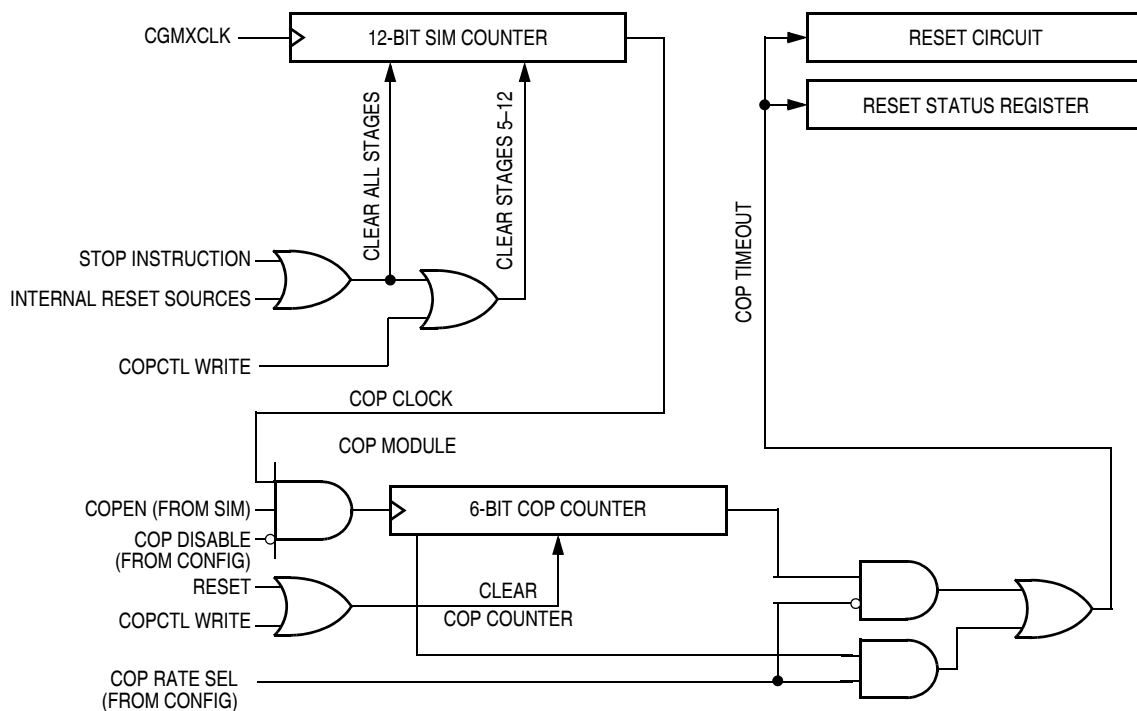 CGMXCLK
12-BIT SIM COUNTER
RESET CIRCUIT
RESET STATUS REGISTER
CLEAR ALL STAGES
CLEAR STAGES 5–12
COP TIMEOUT
STOP INSTRUCTION
INTERNAL RESET SOURCES
COPCTL WRITE
COP CLOCK
COP MODULE
COPEN (FROM SIM)
6-BIT COP COUNTER
COP DISABLE
(FROM CONFIG)
RESET
CLEAR
COP COUNTER
COPCTL WRITE
COP RATE SEL
(FROM CONFIG)